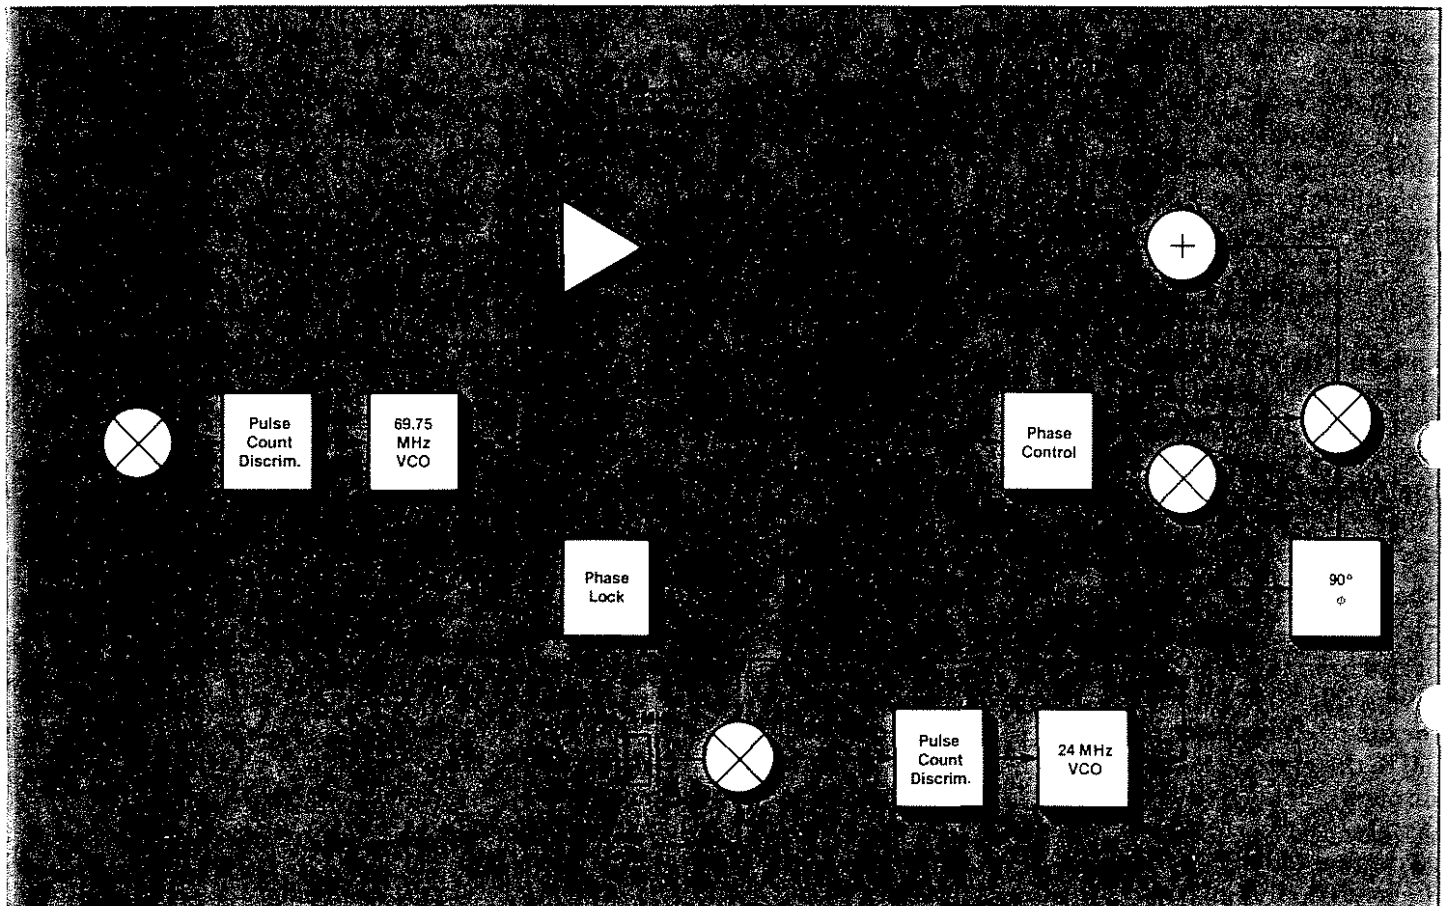 +
Pulse
Count
Discrim.
69.75
MHz
VCO
Phase
Control
Phase
Lock
90°
φ
Pulse
Count
Discrim.
24 MHz
VCO